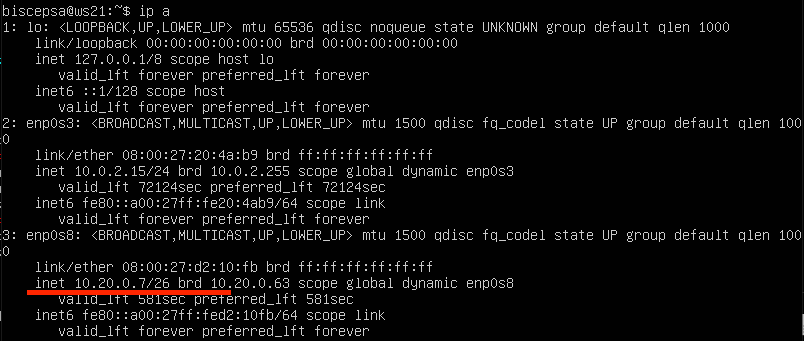 biscepsa@ws21:~$ ip a
1: lo: <LOOPBACK,UP,LOWER_UP> mtu 65536 qdisc noqueue state UNKNOWN group default qlen 1000
    link/loopback 00:00:00:00:00:00 brd 00:00:00:00:00:00
    inet 127.0.0.1/8 scope host lo
       valid_lft forever preferred_lft forever
    inet6 ::1/128 scope host
       valid_lft forever preferred_lft forever
2: enp0s3: <BROADCAST,MULTICAST,UP,LOWER_UP> mtu 1500 qdisc fq_codel state UP group default qlen 100
0
    link/ether 08:00:27:20:4a:b9 brd ff:ff:ff:ff:ff:ff
    inet 10.0.2.15/24 brd 10.0.2.255 scope global dynamic enp0s3
       valid_lft 72124sec preferred_lft 72124sec
    inet6 fe80::a00:27ff:fe20:4ab9/64 scope link
       valid_lft forever preferred_lft forever
3: enp0s8: <BROADCAST,MULTICAST,UP,LOWER_UP> mtu 1500 qdisc fq_codel state UP group default qlen 100
0
    link/ether 08:00:27:d2:10:fb brd ff:ff:ff:ff:ff:ff
    inet 10.20.0.7/26 brd 10.20.0.63 scope global dynamic enp0s8
       valid_lft 581sec preferred_lft 581sec
    inet6 fe80::a00:27ff:fed2:10fb/64 scope link
       valid_lft forever preferred_lft forever